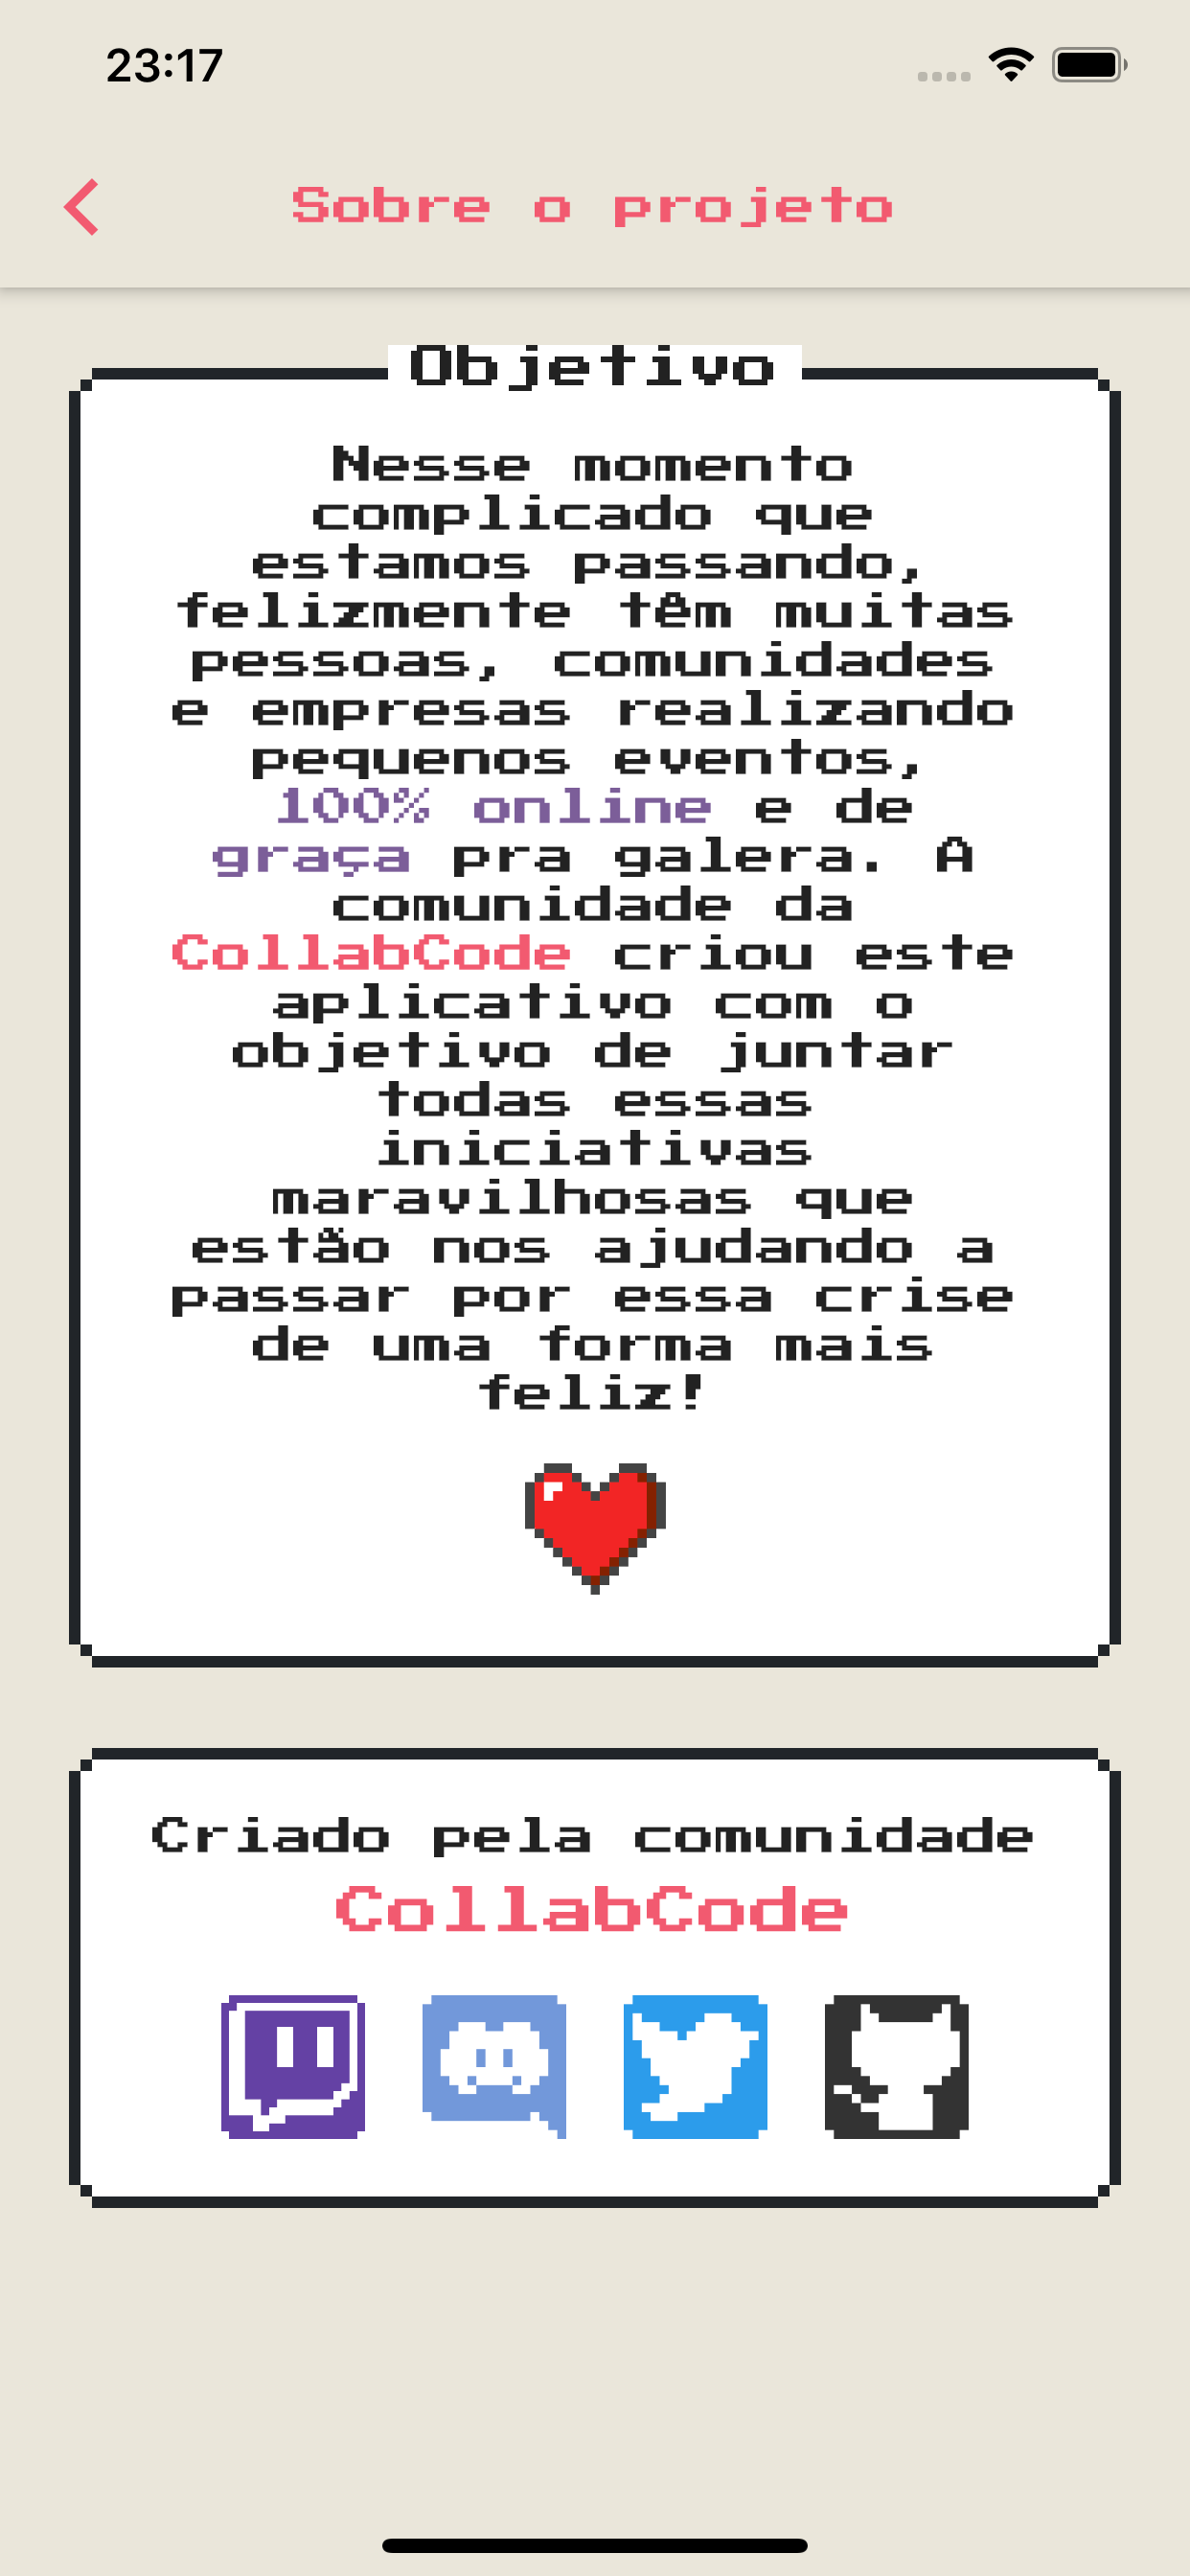 23:17
Sobre o projeto
Objetivo
Nesse momento
complicado que
estamos passando,
felizmente têm muitas
pessoas, comunidades
e empresas realizando
pequenos eventos,
100% online e de
graça pra galera. A
comunidade da
CollabCode criou este
aplicativo com o
objetivo de juntar
todas essas
iniciativas
maravilhosas que
estão nos ajudando a
passar por essa crise
de uma forma mais
feliz!
Criado pela comunidade
CollabCode